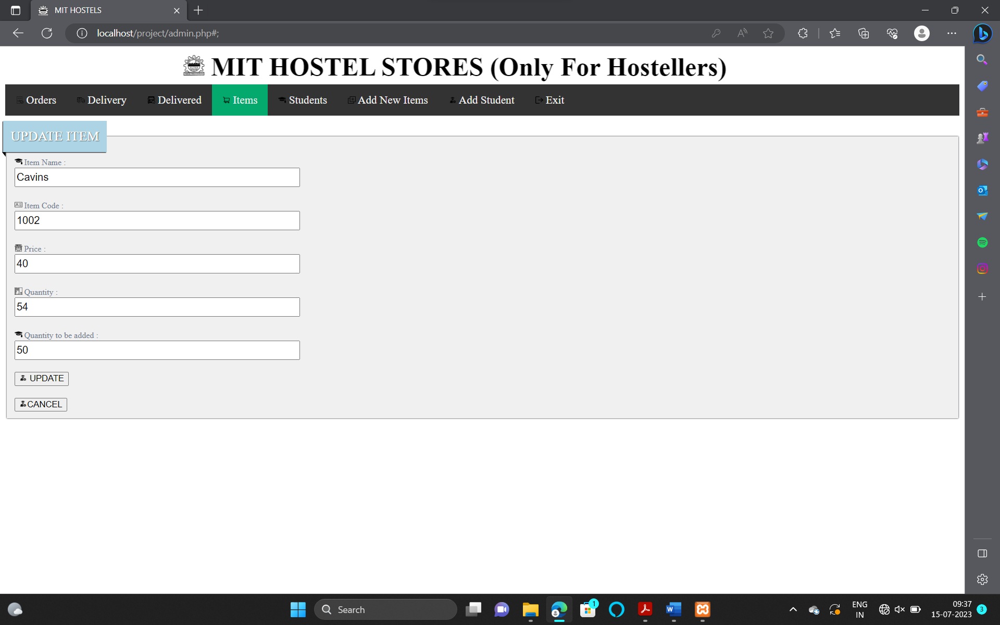 MIT HOSTELS
localhost/project/admin.php#;
MIT HOSTEL STORES (Only For Hostellers)
Orders Delivery Delivered Items Students Add New Items Add Student Exit
UPDATE ITEM
Item Name :
Cavins
Item Code :
1002
Price :
40
Quantity :
54
Quantity to be added :
50
UPDATE
CANCEL
Search
1
ENG
IN
09:37
15-07-2023
3